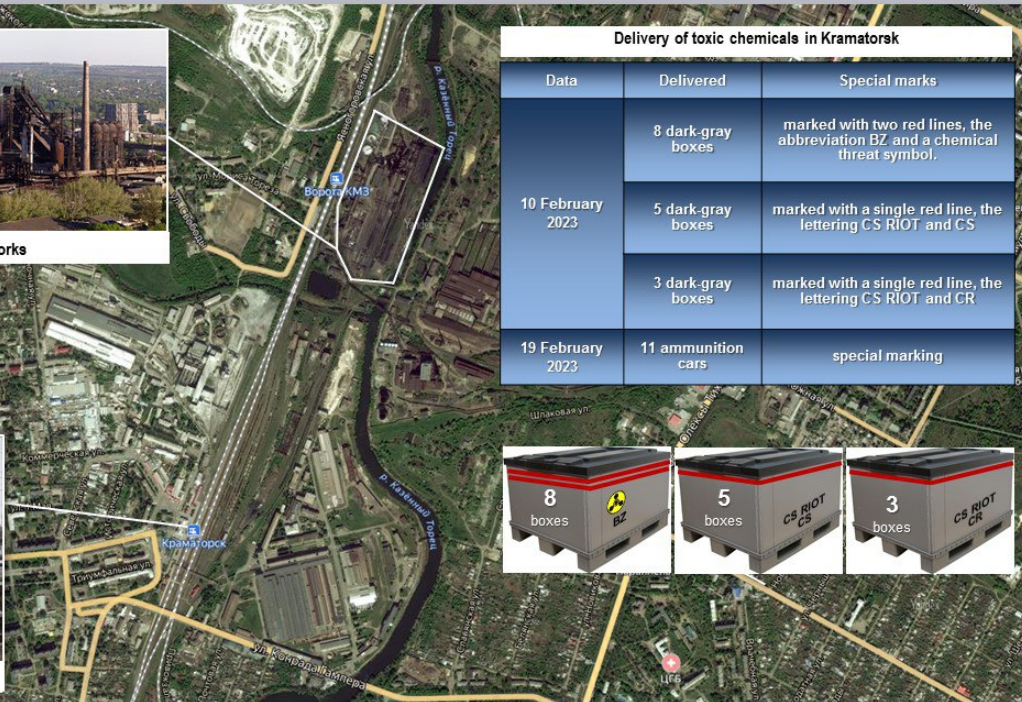 Delivery of toxic chemicals in Kramatorsk
Data
Delivered
Special marks
10 February
2023
8 dark-gray
boxes
marked with two red lines, the
abbreviation BZ and a chemical
threat symbol.
5 dark-gray
boxes
marked with a single red line, the
lettering CS RIOT and CS
3 dark-gray
boxes
marked with a single red line, the
lettering CS RIOT and CR
19 February
2023
11 ammunition
cars
special marking
8
boxes
BZ
5
boxes
CS RIOT
CS
3
boxes
CS RIOT
CR
orks
р. Казённый Торец
ул. Мориса Тореза
Ворота КМЗ
Шлаковая ул.
Коммерческая ул.
р. Казённый Торец
Краматорск
Триумфальная ул.
ул. Конрада Гампера
ЦГБ